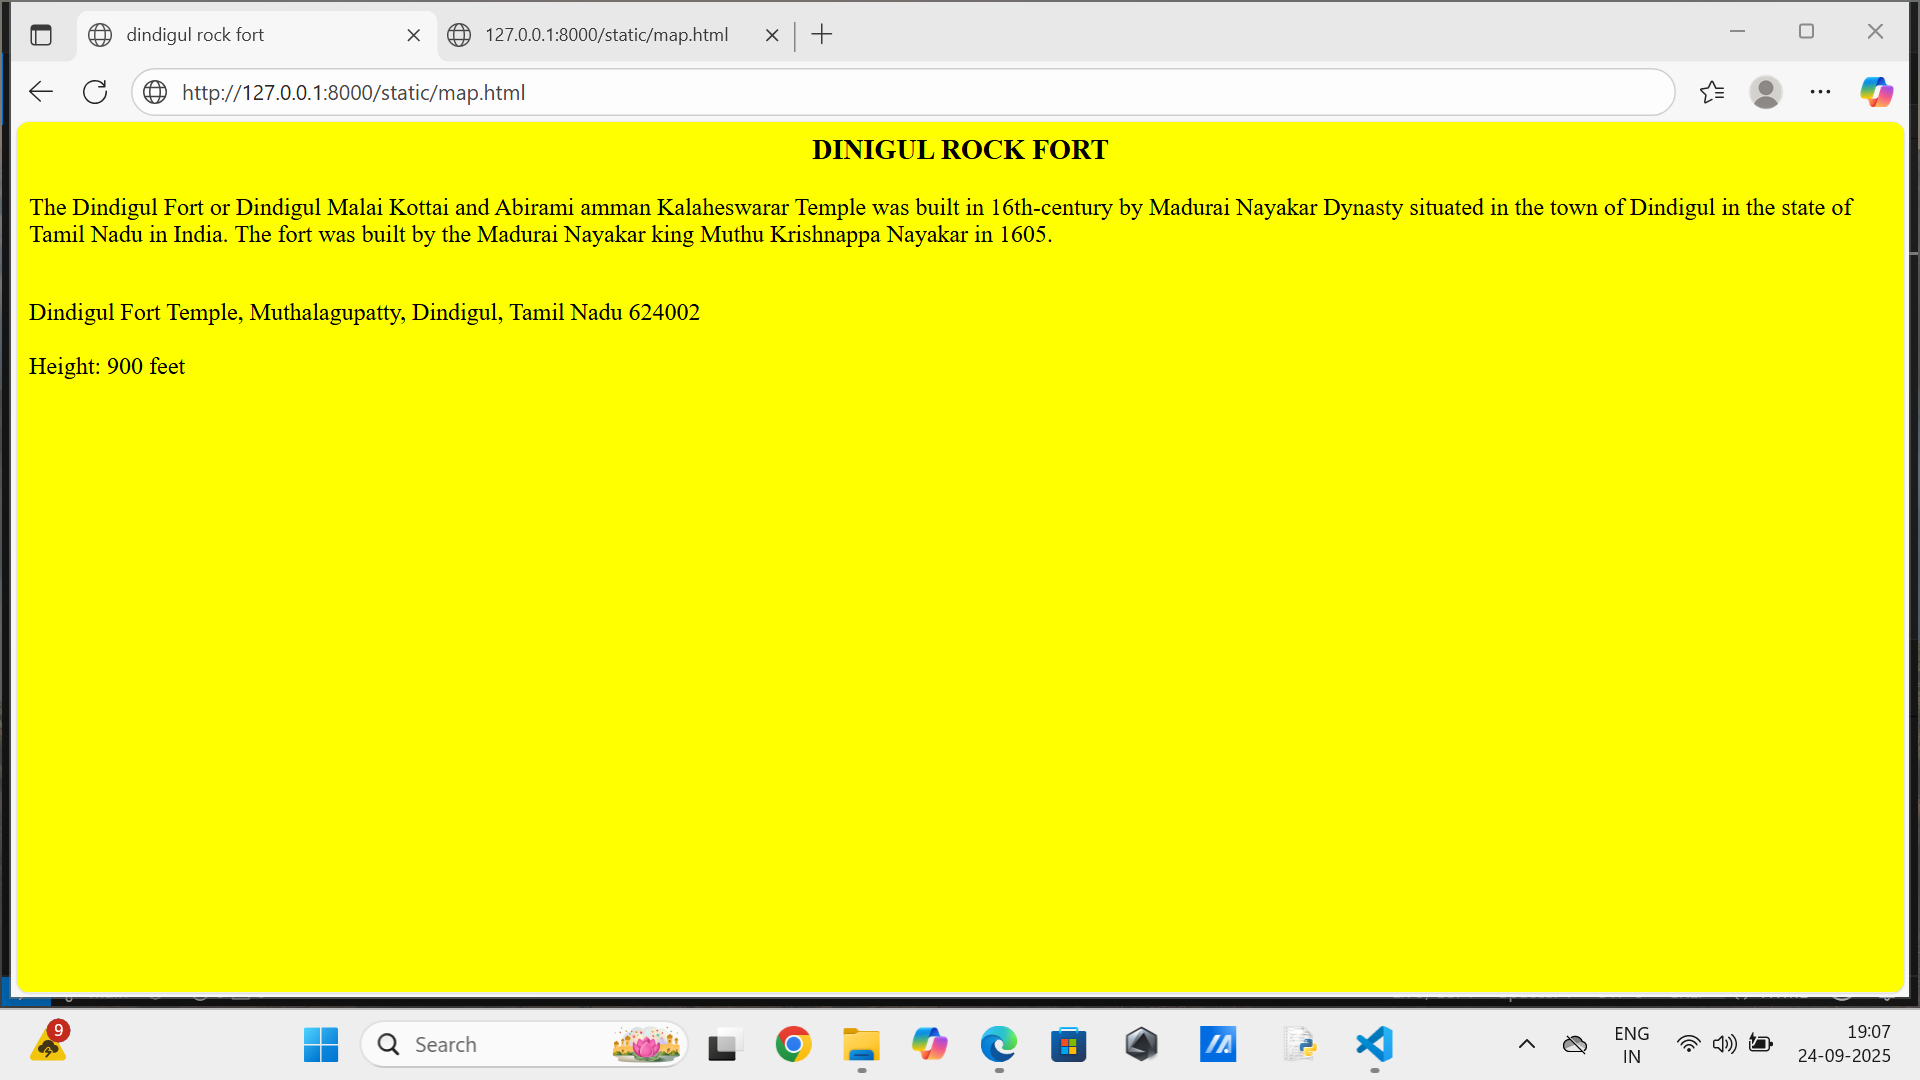 dindigul rock fort
127.0.0.1:8000/static/map.html
http://127.0.0.1:8000/static/map.html
DINIGUL ROCK FORT
The Dindigul Fort or Dindigul Malai Kottai and Abirami amman Kalaheswarar Temple was built in 16th-century by Madurai Nayakar Dynasty situated in the town of Dindigul in the state of
Tamil Nadu in India. The fort was built by the Madurai Nayakar king Muthu Krishnappa Nayakar in 1605.
Dindigul Fort Temple, Muthalagupatty, Dindigul, Tamil Nadu 624002
Height: 900 feet
9
Search
ENG
IN
19:07
24-09-2025